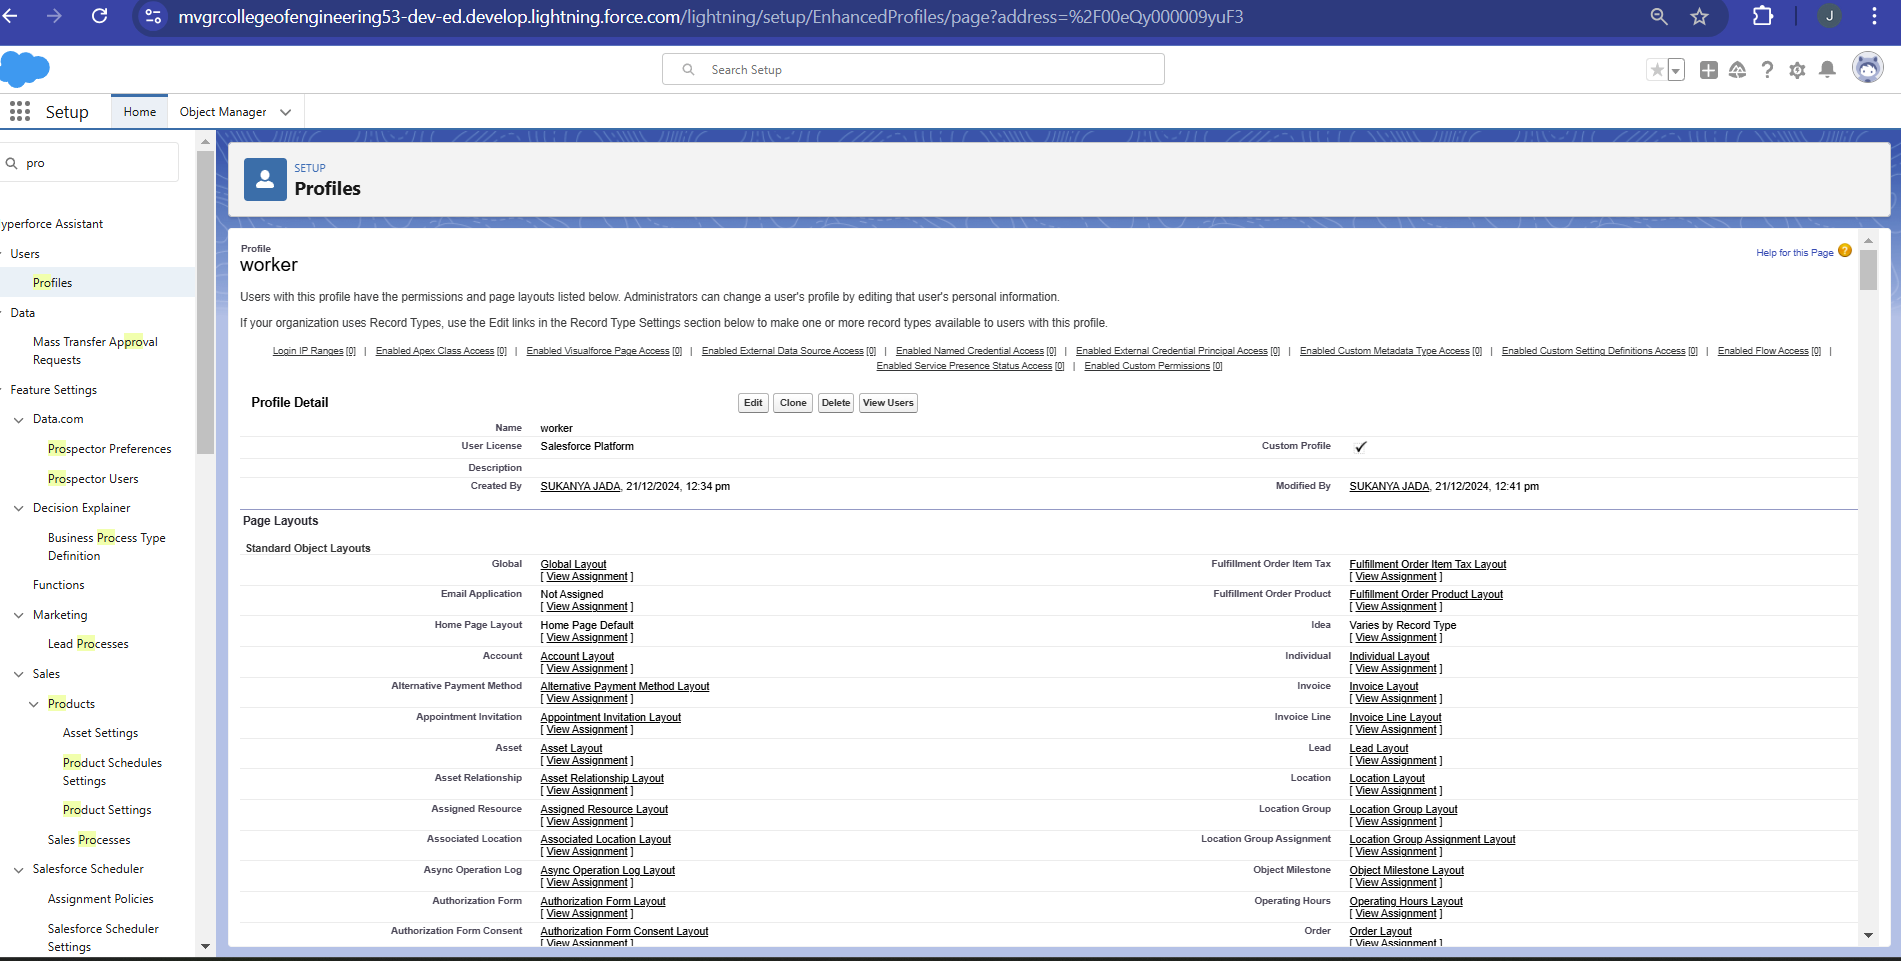 mvgrcollegeofengineering53-dev-ed.develop.lightning.force.com/lightning/setup/EnhancedProfiles/page?address=%2F00eQy000009yuF3
J
Search Setup
Setup
Home
Object Manager
pro
yperforce Assistant
Users
Profiles
Data
Mass Transfer Approval
Requests
Feature Settings
Data.com
Prospector Preferences
Prospector Users
Decision Explainer
Business Process Type
Definition
Functions
Marketing
Lead Processes
Sales
Products
Asset Settings
Product Schedules
Settings
Product Settings
Sales Processes
Salesforce Scheduler
Assignment Policies
Salesforce Scheduler
Settings
SETUP
Profiles
Profile
worker
Help for this Page ?
Users with this profile have the permissions and page layouts listed below. Administrators can change a user's profile by editing that user's personal information.
If your organization uses Record Types, use the Edit links in the Record Type Settings section below to make one or more record types available to users with this profile.
Login IP Ranges [0] | Enabled Apex Class Access [0] | Enabled Visualforce Page Access [0] | Enabled External Data Source Access [0] | Enabled Named Credential Access [0] | Enabled External Credential Principal Access [0] | Enabled Custom Metadata Type Access [0] | Enabled Custom Setting Definitions Access [0] | Enabled Flow Access [0] |
Enabled Service Presence Status Access [0] | Enabled Custom Permissions [0]
Profile Detail Edit Clone Delete View Users
Name worker
User License Salesforce Platform Custom Profile
Description
Created By SUKANYA JADA, 21/12/2024, 12:34 pm Modified By SUKANYA JADA, 21/12/2024, 12:41 pm
Page Layouts
Standard Object Layouts
Global Global Layout Fulfillment Order Item Tax Fulfillment Order Item Tax Layout
[ View Assignment ] [ View Assignment ]
Email Application Not Assigned Fulfillment Order Product Fulfillment Order Product Layout
[ View Assignment ] [ View Assignment ]
Home Page Layout Home Page Default Idea Varies by Record Type
[ View Assignment ] [ View Assignment ]
Account Account Layout Individual Individual Layout
[ View Assignment ] [ View Assignment ]
Alternative Payment Method Alternative Payment Method Layout Invoice Invoice Layout
[ View Assignment ] [ View Assignment ]
Appointment Invitation Appointment Invitation Layout Invoice Line Invoice Line Layout
[ View Assignment ] [ View Assignment ]
Asset Asset Layout Lead Lead Layout
[ View Assignment ] [ View Assignment ]
Asset Relationship Asset Relationship Layout Location Location Layout
[ View Assignment ] [ View Assignment ]
Assigned Resource Assigned Resource Layout Location Group Location Group Layout
[ View Assignment ] [ View Assignment ]
Associated Location Associated Location Layout Location Group Assignment Location Group Assignment Layout
[ View Assignment ] [ View Assignment ]
Async Operation Log Async Operation Log Layout Object Milestone Object Milestone Layout
[ View Assignment ] [ View Assignment ]
Authorization Form Authorization Form Layout Operating Hours Operating Hours Layout
[ View Assignment ] [ View Assignment ]
Authorization Form Consent Authorization Form Consent Layout Order Order Layout
[ View Assignment ] [ View Assignment ]